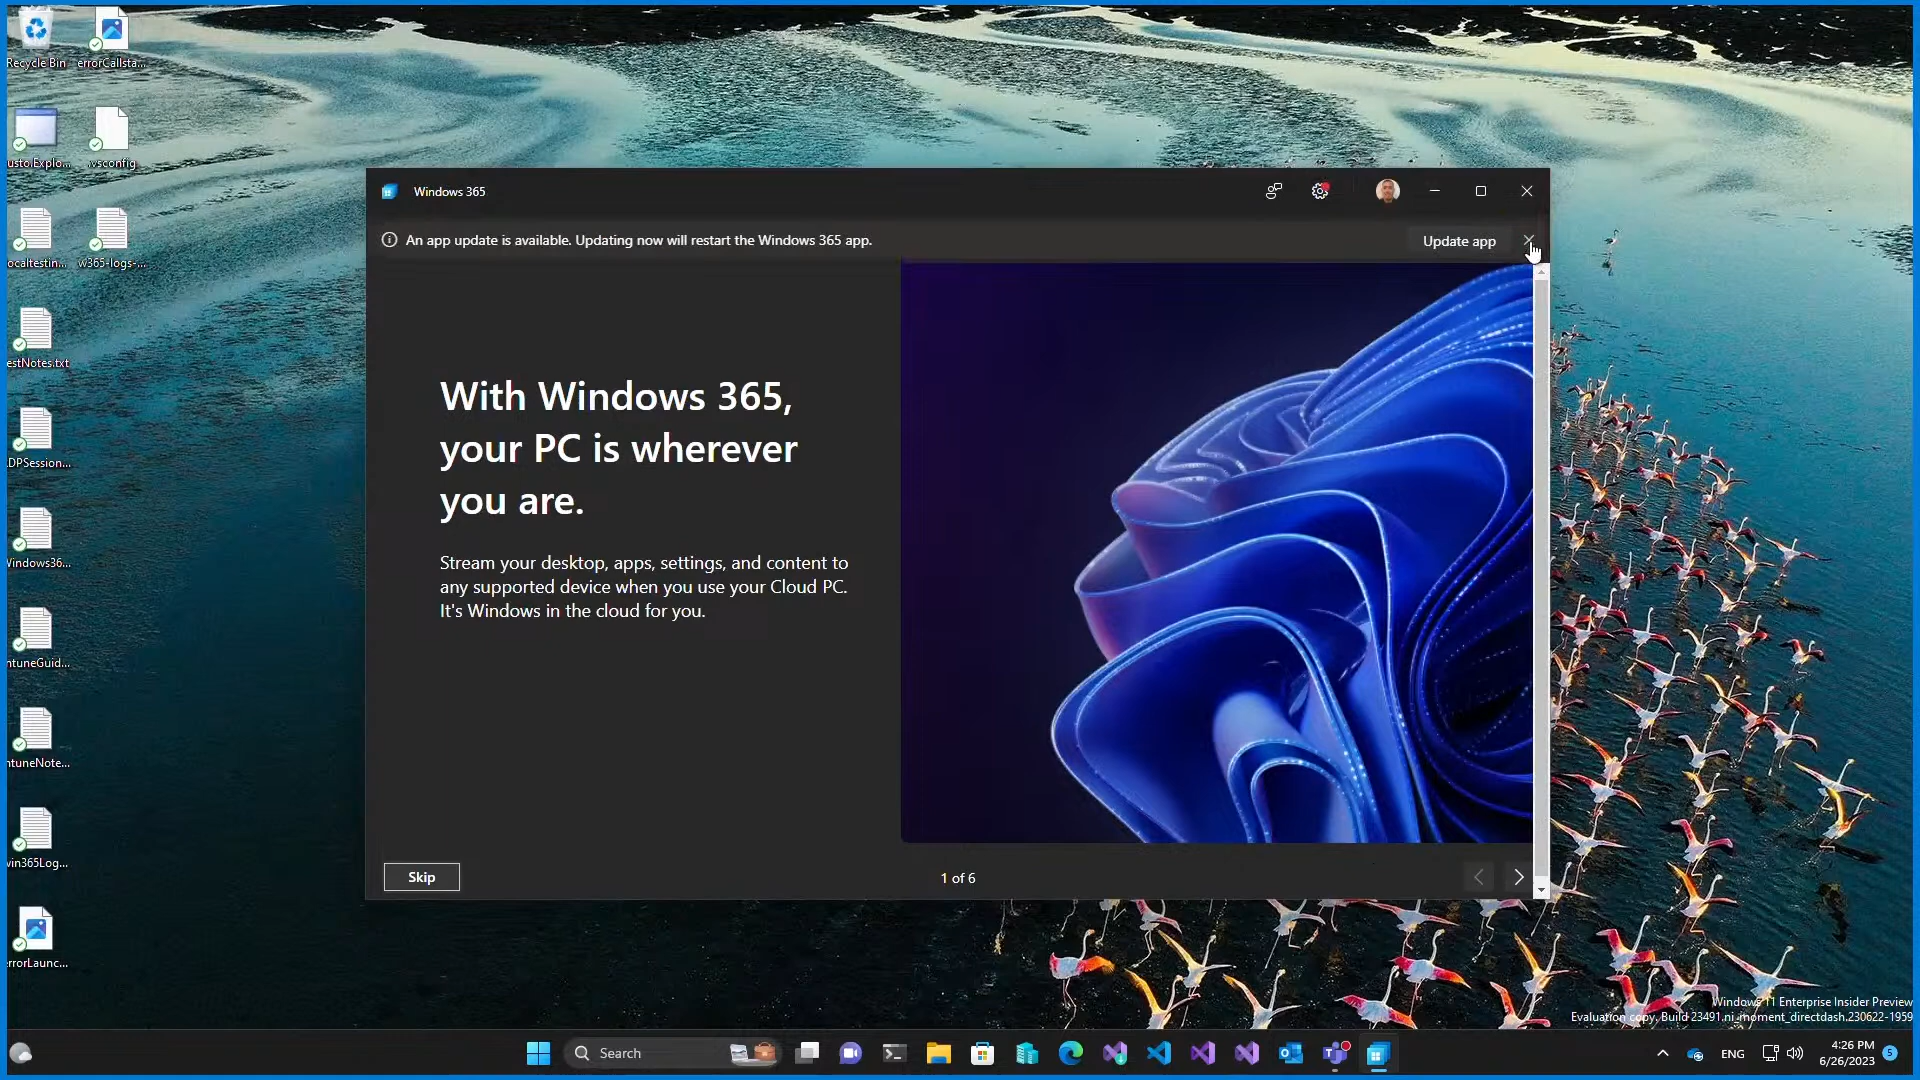 Recycle Bin
errorCallsta...
usto.Explo...
.vsconfig
ocaltestin...
w365-logs-...
estNotes.txt
DPSession...
Windows36...
ntuneGuid...
ntuneNote...
win365Log...
errorLaunc...
Windows 365
An app update is available. Updating now will restart the Windows 365 app.
Update app
With Windows 365,
your PC is wherever
you are.
Stream your desktop, apps, settings, and content to
any supported device when you use your Cloud PC.
It's Windows in the cloud for you.
Skip
1 of 6
Windows 11 Enterprise Insider Preview
Evaluation copy. Build 23491.ni_moment_directdash.230622-1959
Search
ENG
4:26 PM
6/26/2023
5